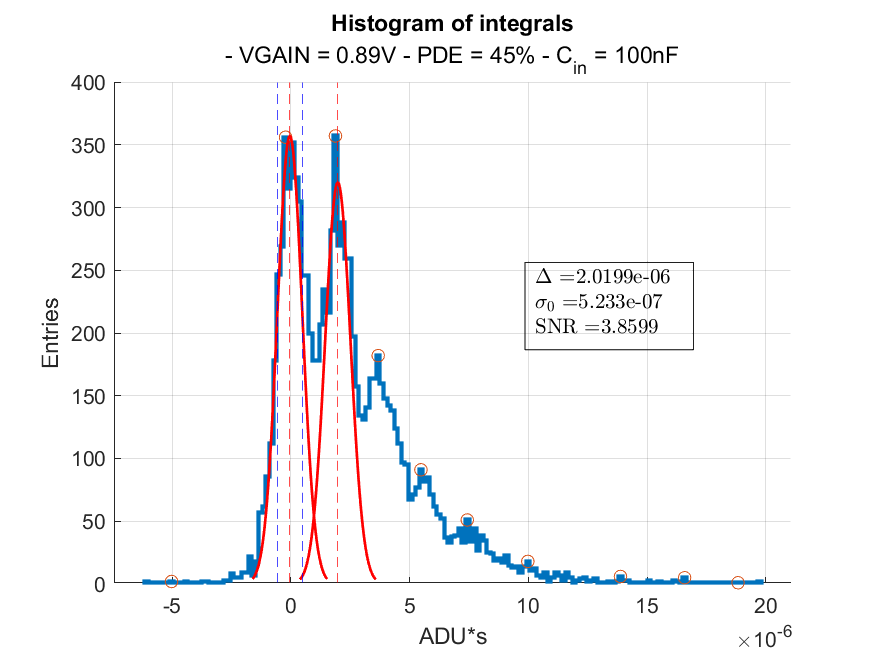 Histogram of integrals
- VGAIN = 0.89V - PDE = 45% - C_in = 100nF
400
350
300
250
200
150
100
50
0
Entries
Δ =2.0199e-06
σ₀ =5.233e-07
SNR =3.8599
-5 0 5 10 15 20
ADU*s
×10⁻⁶